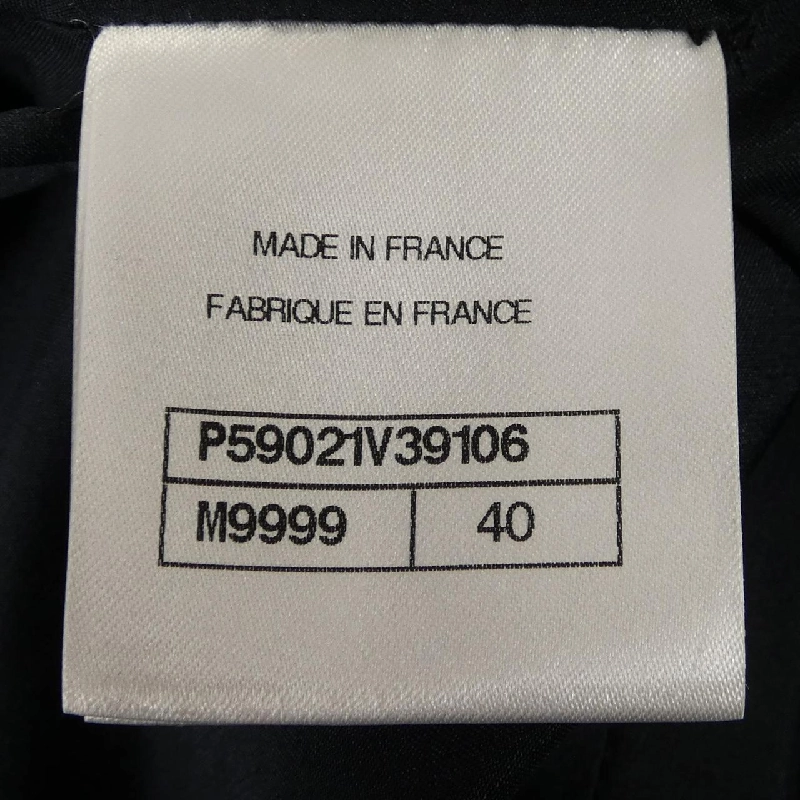 MADE IN FRANCE
FABRIQUE EN FRANCE
P59021V39106
M9999 40